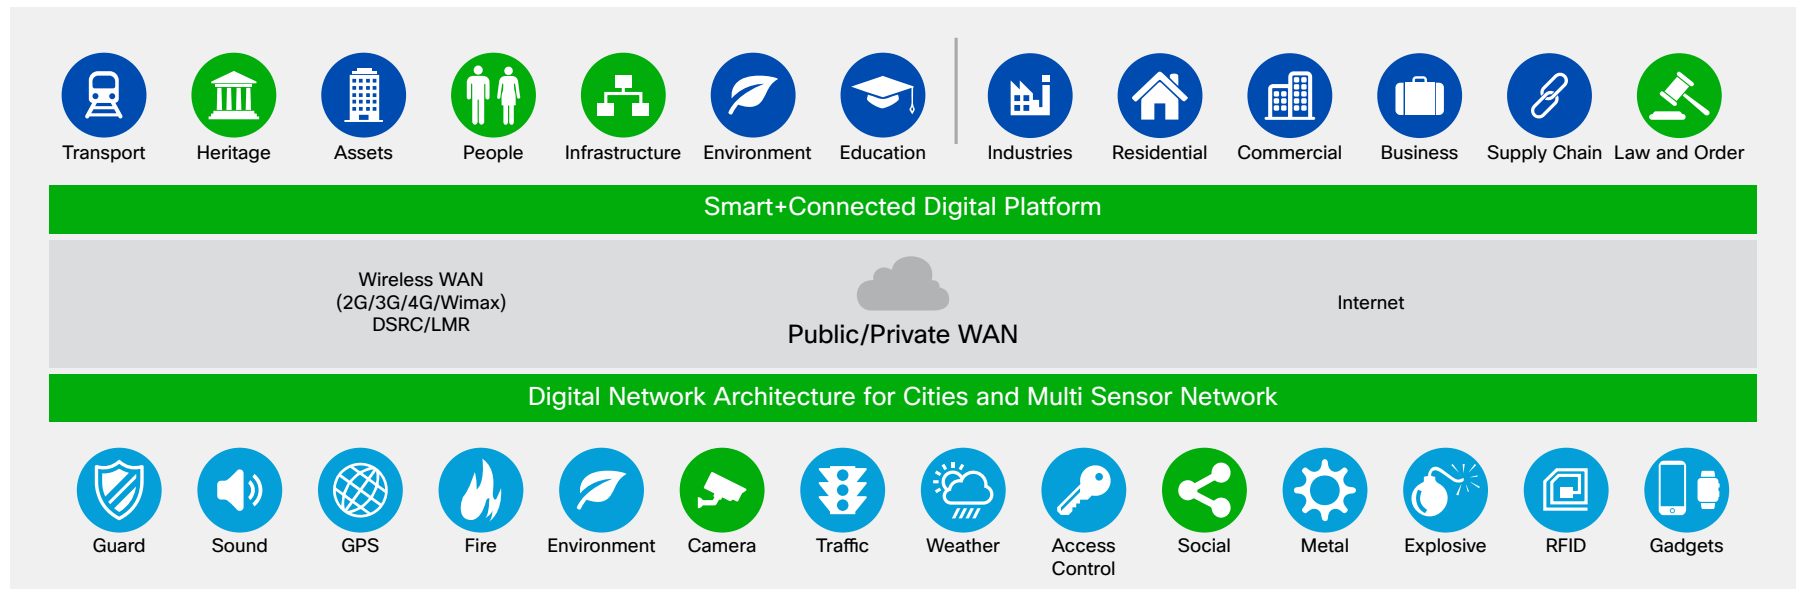 Transport
Heritage
Assets
People
Infrastructure
Environment
Education
Industries
Residential
Commercial
Business
Supply Chain
Law and Order
Smart+Connected Digital Platform
Wireless WAN
(2G/3G/4G/Wimax)
DSRC/LMR
Public/Private WAN
Internet
Digital Network Architecture for Cities and Multi Sensor Network
Guard
Sound
GPS
Fire
Environment
Camera
Traffic
Weather
Access
Control
Social
Metal
Explosive
RFID
Gadgets